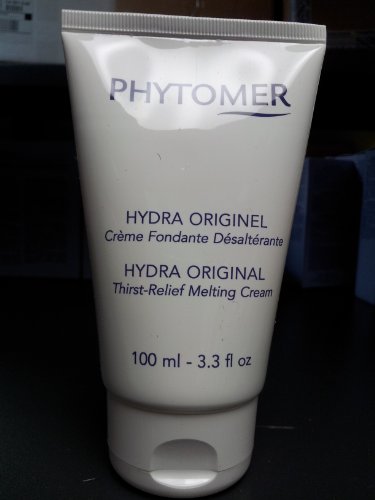 PHYTOMER
HYDRA ORIGINEL
Crème Fondante Désaltérante
HYDRA ORIGINAL
Thirst-Relief Melting Cream
100 ml - 3.3 fl oz